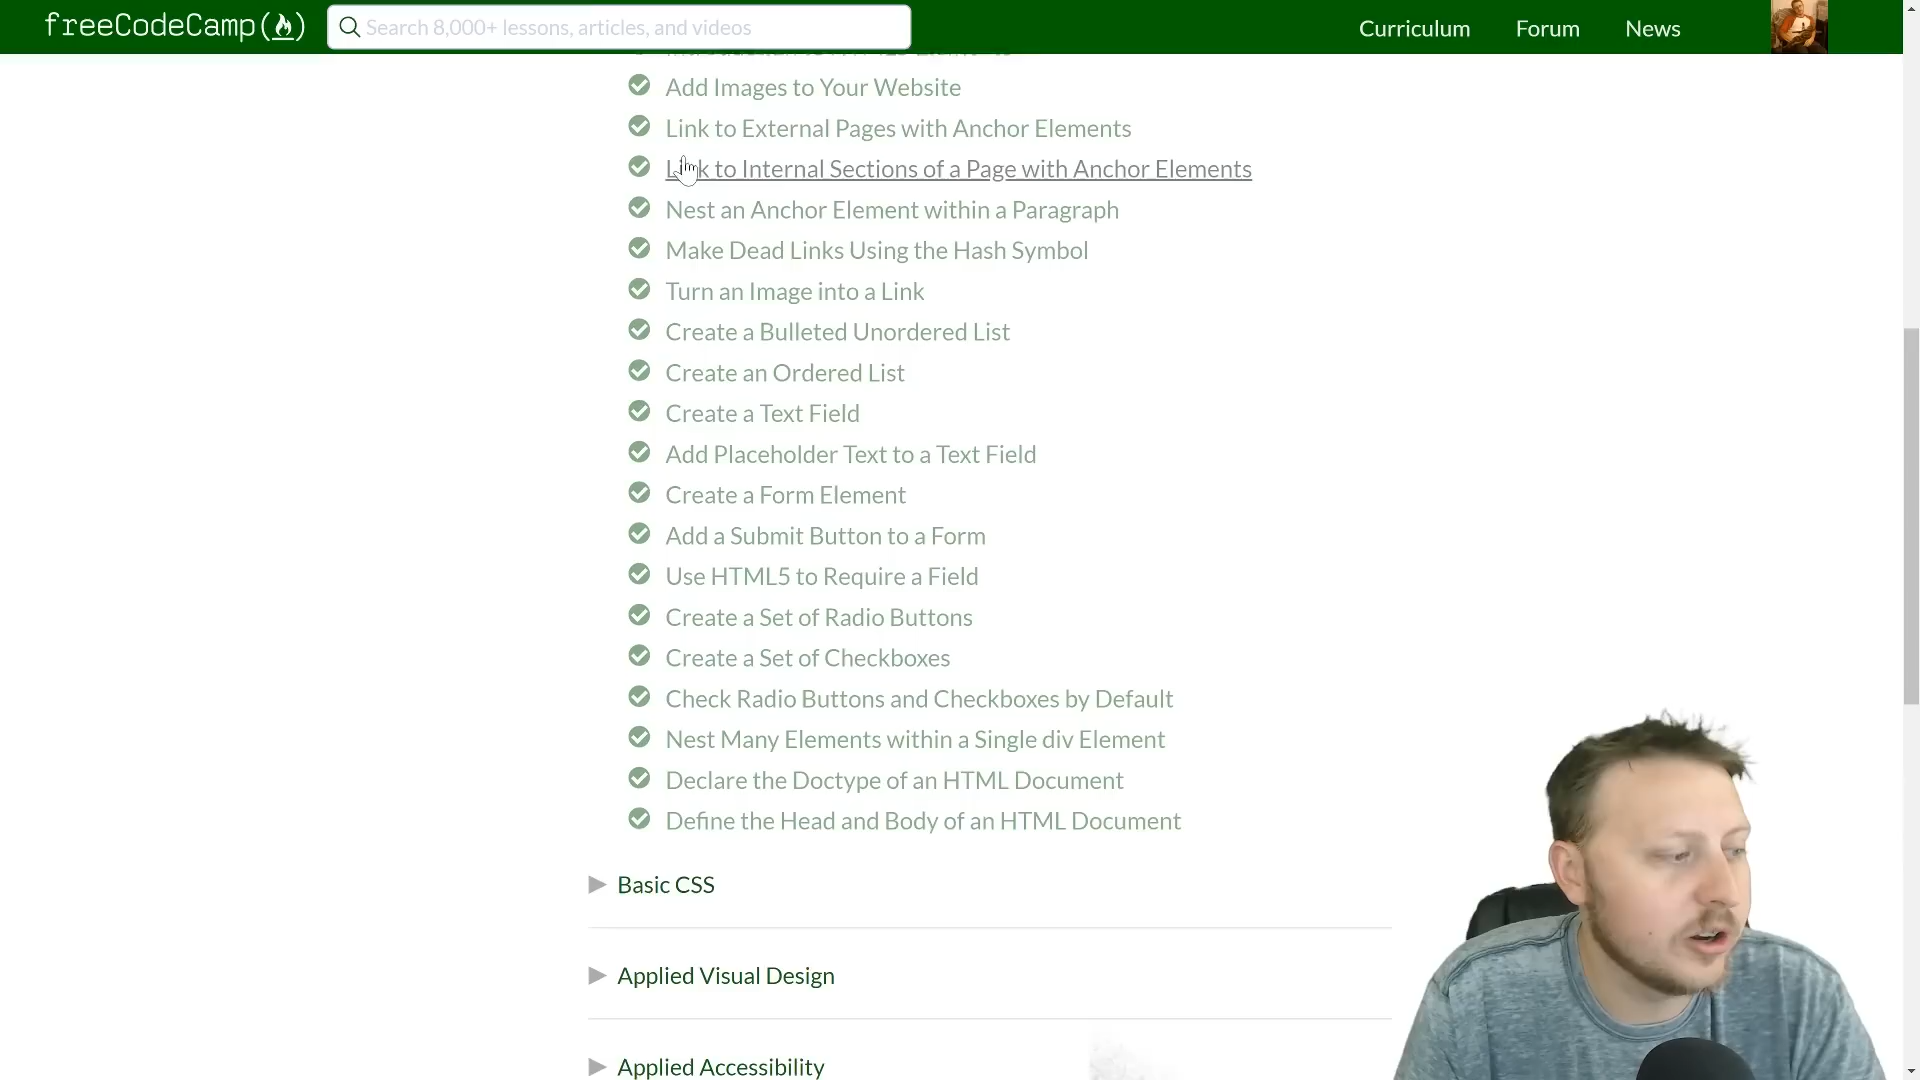 freeCodeCamp
Search 8,000+ lessons, articles, and videos
Curriculum
Forum
News
Add Images to Your Website
Link to External Pages with Anchor Elements
Link to Internal Sections of a Page with Anchor Elements
Nest an Anchor Element within a Paragraph
Make Dead Links Using the Hash Symbol
Turn an Image into a Link
Create a Bulleted Unordered List
Create an Ordered List
Create a Text Field
Add Placeholder Text to a Text Field
Create a Form Element
Add a Submit Button to a Form
Use HTML5 to Require a Field
Create a Set of Radio Buttons
Create a Set of Checkboxes
Check Radio Buttons and Checkboxes by Default
Nest Many Elements within a Single div Element
Declare the Doctype of an HTML Document
Define the Head and Body of an HTML Document
Basic CSS
Applied Visual Design
Applied Accessibility